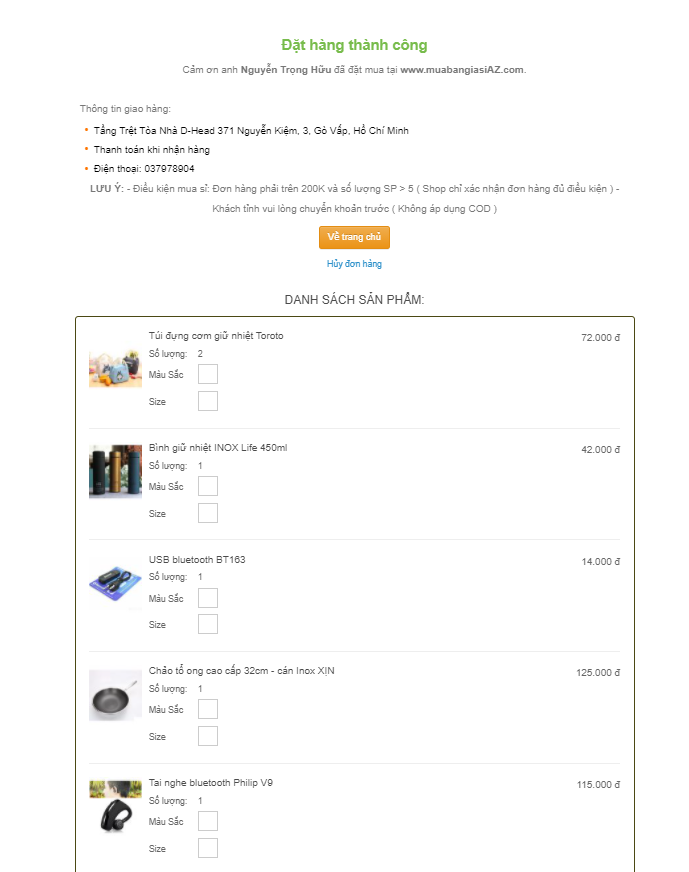 Đặt hàng thành công
Cảm ơn anh Nguyễn Trọng Hữu đã đặt mua tại www.muabangiasiAZ.com.
Thông tin giao hàng:
Tầng Trệt Tòa Nhà D-Head 371 Nguyễn Kiệm, 3, Gò Vấp, Hồ Chí Minh
Thanh toán khi nhận hàng
Điện thoại: 037978904
LƯU Ý: - Điều kiện mua sỉ: Đơn hàng phải trên 200K và số lượng SP > 5 ( Shop chỉ xác nhận đơn hàng đủ điều kiện ) -
Khách tỉnh vui lòng chuyển khoản trước ( Không áp dụng COD )
Về trang chủ
Hủy đơn hàng
DANH SÁCH SẢN PHẨM:
Túi đựng cơm giữ nhiệt Toroto 72.000 đ
Số lượng: 2
Màu Sắc
Size
Bình giữ nhiệt INOX Life 450ml 42.000 đ
Số lượng: 1
Màu Sắc
Size
USB bluetooth BT163 14.000 đ
Số lượng: 1
Màu Sắc
Size
Chảo tổ ong cao cấp 32cm - cán Inox XỊN 125.000 đ
Số lượng: 1
Màu Sắc
Size
Tai nghe bluetooth Philip V9 115.000 đ
Số lượng: 1
Màu Sắc
Size